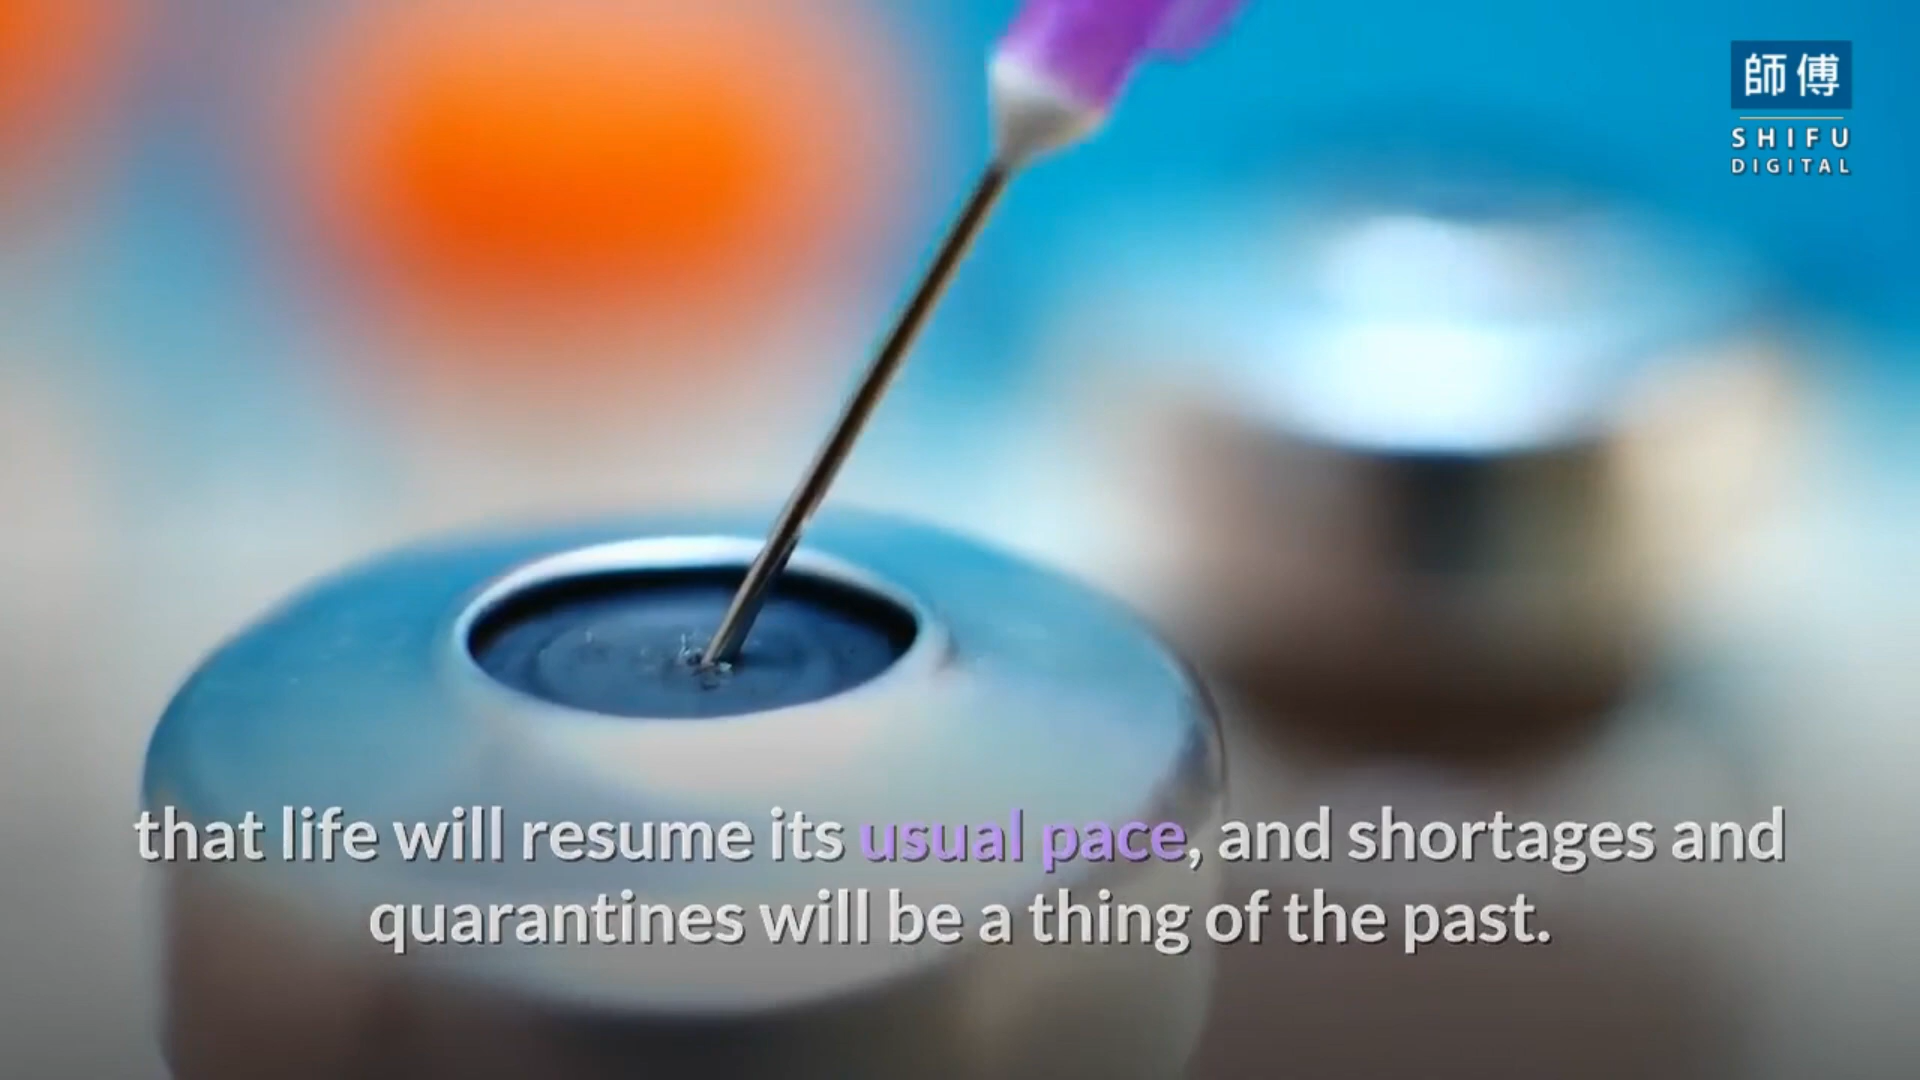 師傅
SHIFU
DIGITAL
that life will resume its usual pace, and shortages and
quarantines will be a thing of the past.